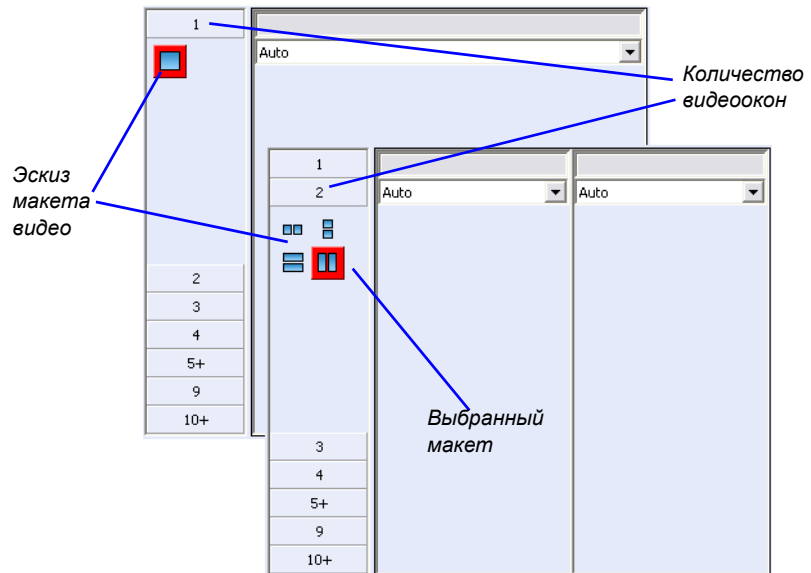 1
Auto
Количество
видеоокон
Эскиз
макета
видео
2
3
4
5+
9
10+
1
2
Auto
Auto
Выбранный
макет
3
4
5+
9
10+